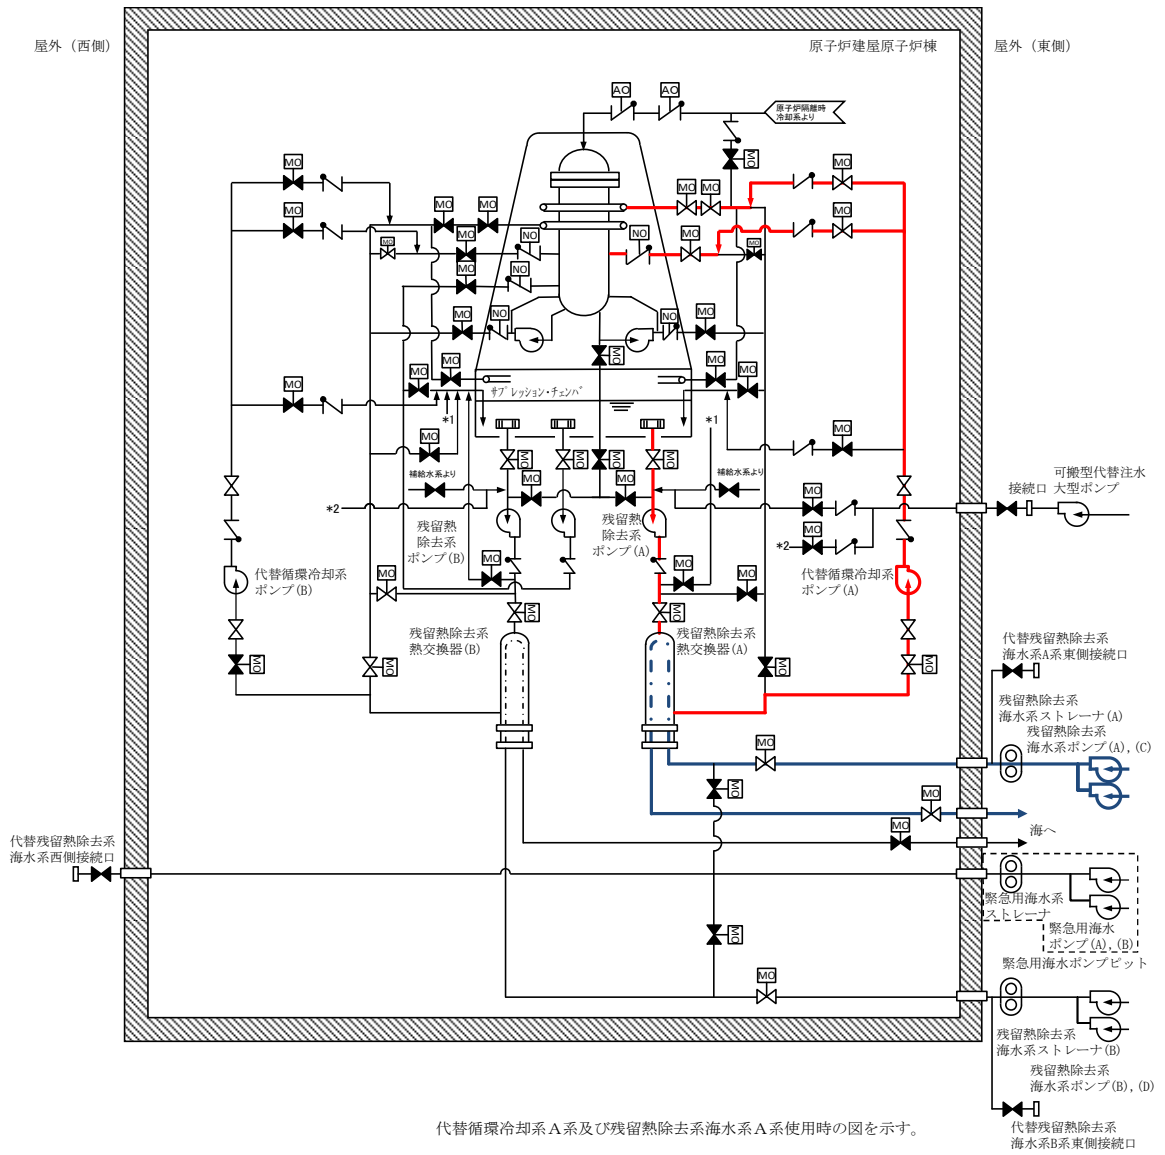 屋外（西側）
原子炉建屋原子炉棟
屋外（東側）
AO
AO
原子炉隔離時
冷却系より
MO
MO
MO
MO
MO
MO
MO
MO
MO
MO
MO
NO
NO
MO
MO
MO
MO
NO
MO
NO
NO
MO
MO
MO
MO
MO
MO
MO
サプレッション・チェンバ
*1
*1
MO
MO
MO
MO
MO
MO
補給水系より
補給水系より
MO
MO
MO
*2
*2
MO
可搬型代替注水
大型ポンプ
接続口
残留熱
除去系
ポンプ(B)
残留熱
除去系
ポンプ(A)
MO
MO
MO
MO
代替循環冷却系
ポンプ(B)
代替循環冷却系
ポンプ(A)
MO
MO
残留熱除去系
熱交換器(B)
残留熱除去系
熱交換器(A)
MO
MO
MO
MO
代替残留熱除去系
海水系A系東側接続口
残留熱除去系
海水系ストレーナ(A)
残留熱除去系
海水系ポンプ(A),(C)
MO
MO
MO
MO
海へ
代替残留熱除去系
海水系西側接続口
緊急用海水系
ストレーナ
緊急用海水
ポンプ(A),(B)
緊急用海水ポンプピット
MO
MO
残留熱除去系
海水系ストレーナ(B)
残留熱除去系
海水系ポンプ(B),(D)
代替残留熱除去系
海水系B系東側接続口
代替循環冷却系Ａ系及び残留熱除去系海水系Ａ系使用時の図を示す。